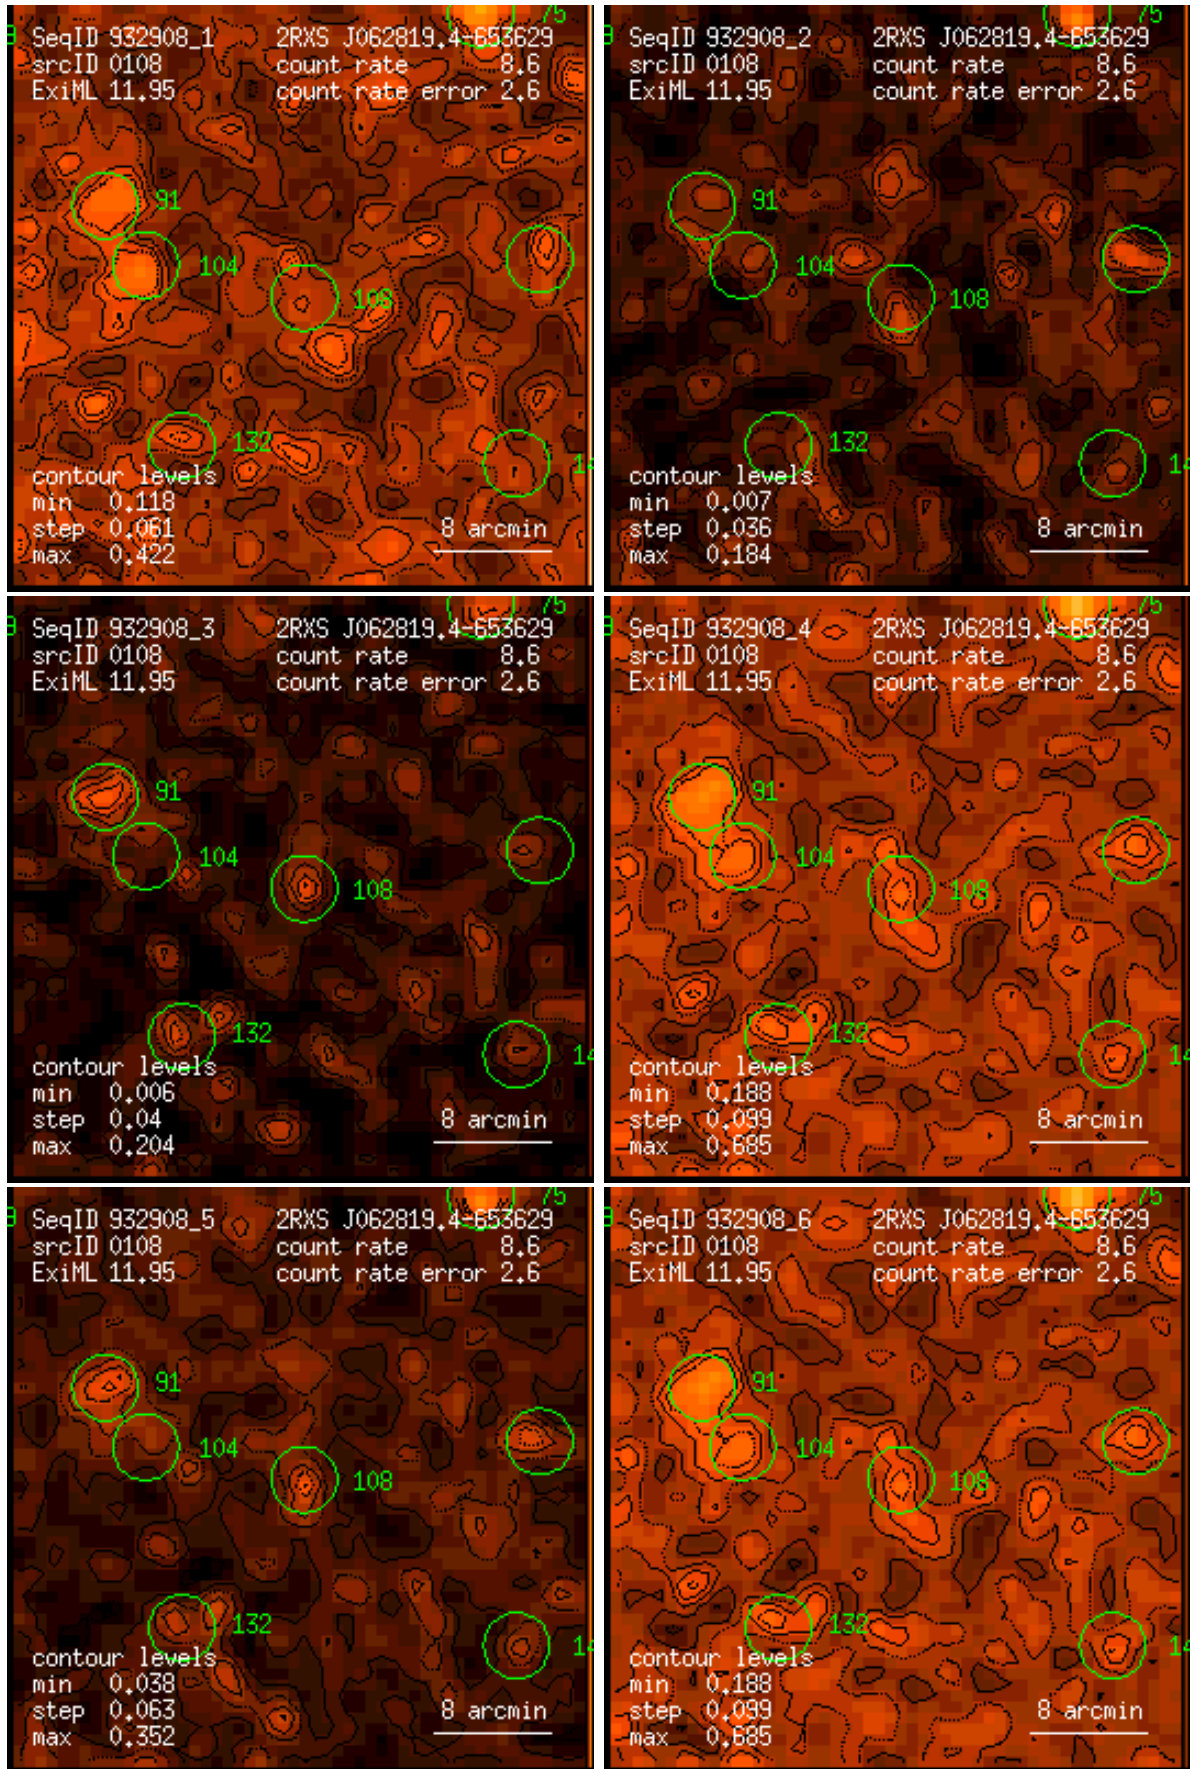 75
9 SeqID 932908_1 2RXS J062819.4-653629
srcID 0108 count rate 8.6
ExiML 11.95 count rate error 2.6
91
104
108
132
14
contour levels
min 0.118
step 0.061 8 arcmin
max 0.422
75
9 SeqID 932908_2 2RXS J062819.4-653629
srcID 0108 count rate 8.6
ExiML 11.95 count rate error 2.6
91
104
108
132
14
contour levels
min 0.007
step 0.036 8 arcmin
max 0.184
75
9 SeqID 932908_3 2RXS J062819.4-653629
srcID 0108 count rate 8.6
ExiML 11.95 count rate error 2.6
91
104
108
132
14
contour levels
min 0.006
step 0.04 8 arcmin
max 0.204
75
9 SeqID 932908_4 2RXS J062819.4-653629
srcID 0108 count rate 8.6
ExiML 11.95 count rate error 2.6
91
104
108
132
14
contour levels
min 0.188
step 0.099 8 arcmin
max 0.685
75
9 SeqID 932908_5 2RXS J062819.4-653629
srcID 0108 count rate 8.6
ExiML 11.95 count rate error 2.6
91
104
108
132
14
contour levels
min 0.038
step 0.063 8 arcmin
max 0.352
75
9 SeqID 932908_6 2RXS J062819.4-653629
srcID 0108 count rate 8.6
ExiML 11.95 count rate error 2.6
91
104
108
132
14
contour levels
min 0.188
step 0.099 8 arcmin
max 0.685